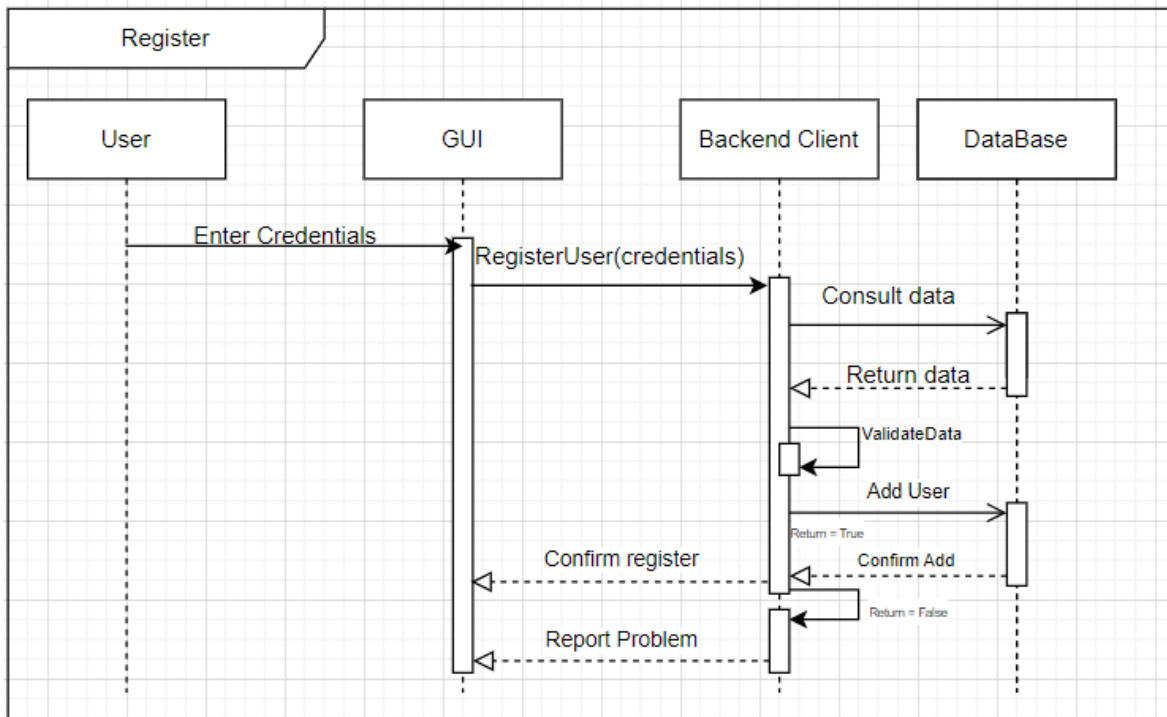 Register
User
GUI
Backend Client
DataBase
Enter Credentials
RegisterUser(credentials)
Consult data
Return data
ValidateData
Add User
Return = True
Confirm register
Confirm Add
Return = False
Report Problem